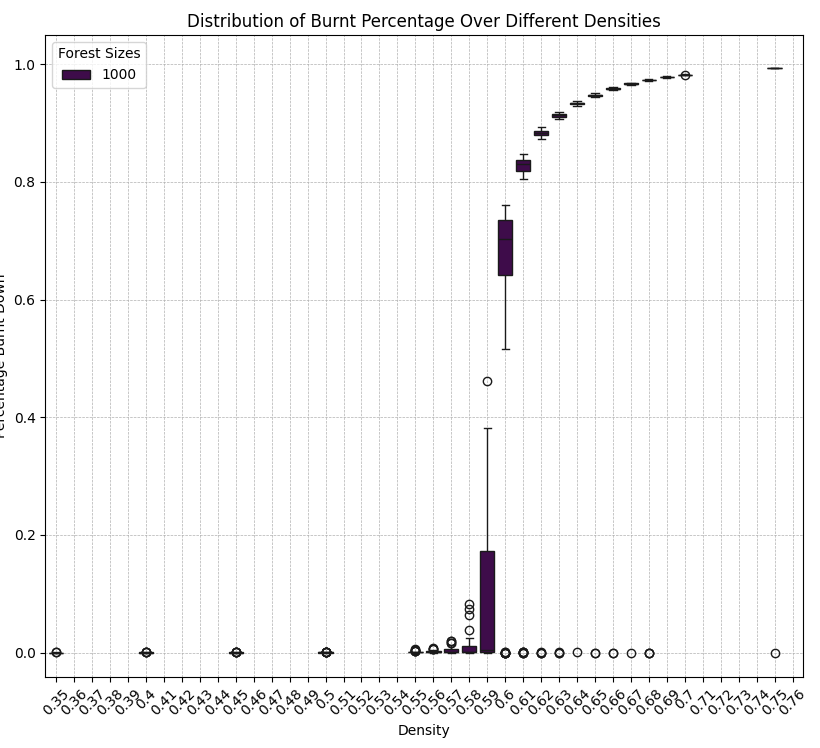 Distribution of Burnt Percentage Over Different Densities
Forest Sizes
1000
1.0
0.8
0.6
0.4
0.2
0.0
Percentage Burnt Down
0.35 0.36 0.37 0.38 0.39 0.4 0.41 0.42 0.43 0.44 0.45 0.46 0.47 0.48 0.49 0.5 0.51 0.52 0.53 0.54 0.55 0.56 0.57 0.58 0.59 0.6 0.61 0.62 0.63 0.64 0.65 0.66 0.67 0.68 0.69 0.7 0.71 0.72 0.73 0.74 0.75 0.76
Density